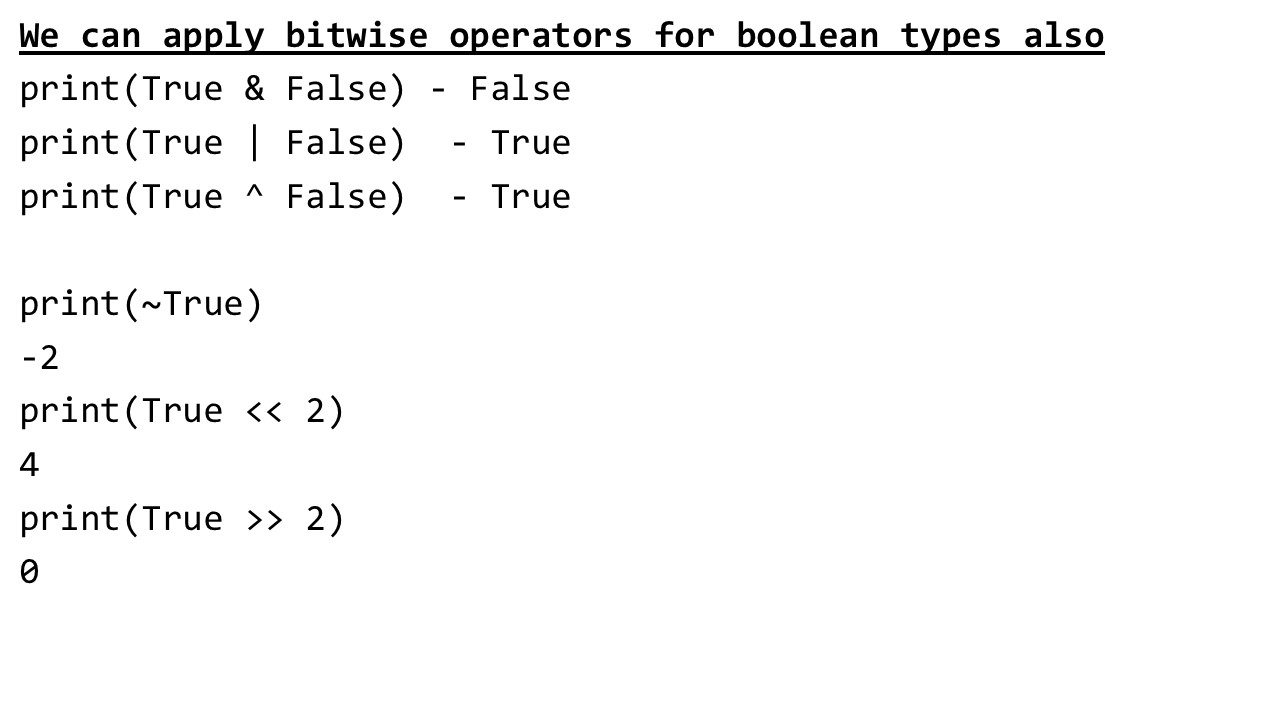 We can apply bitwise operators for boolean types also
print(True & False) - False
print(True | False)  - True
print(True ^ False)  - True
print(~True)
-2
print(True << 2)
4
print(True >> 2)
0